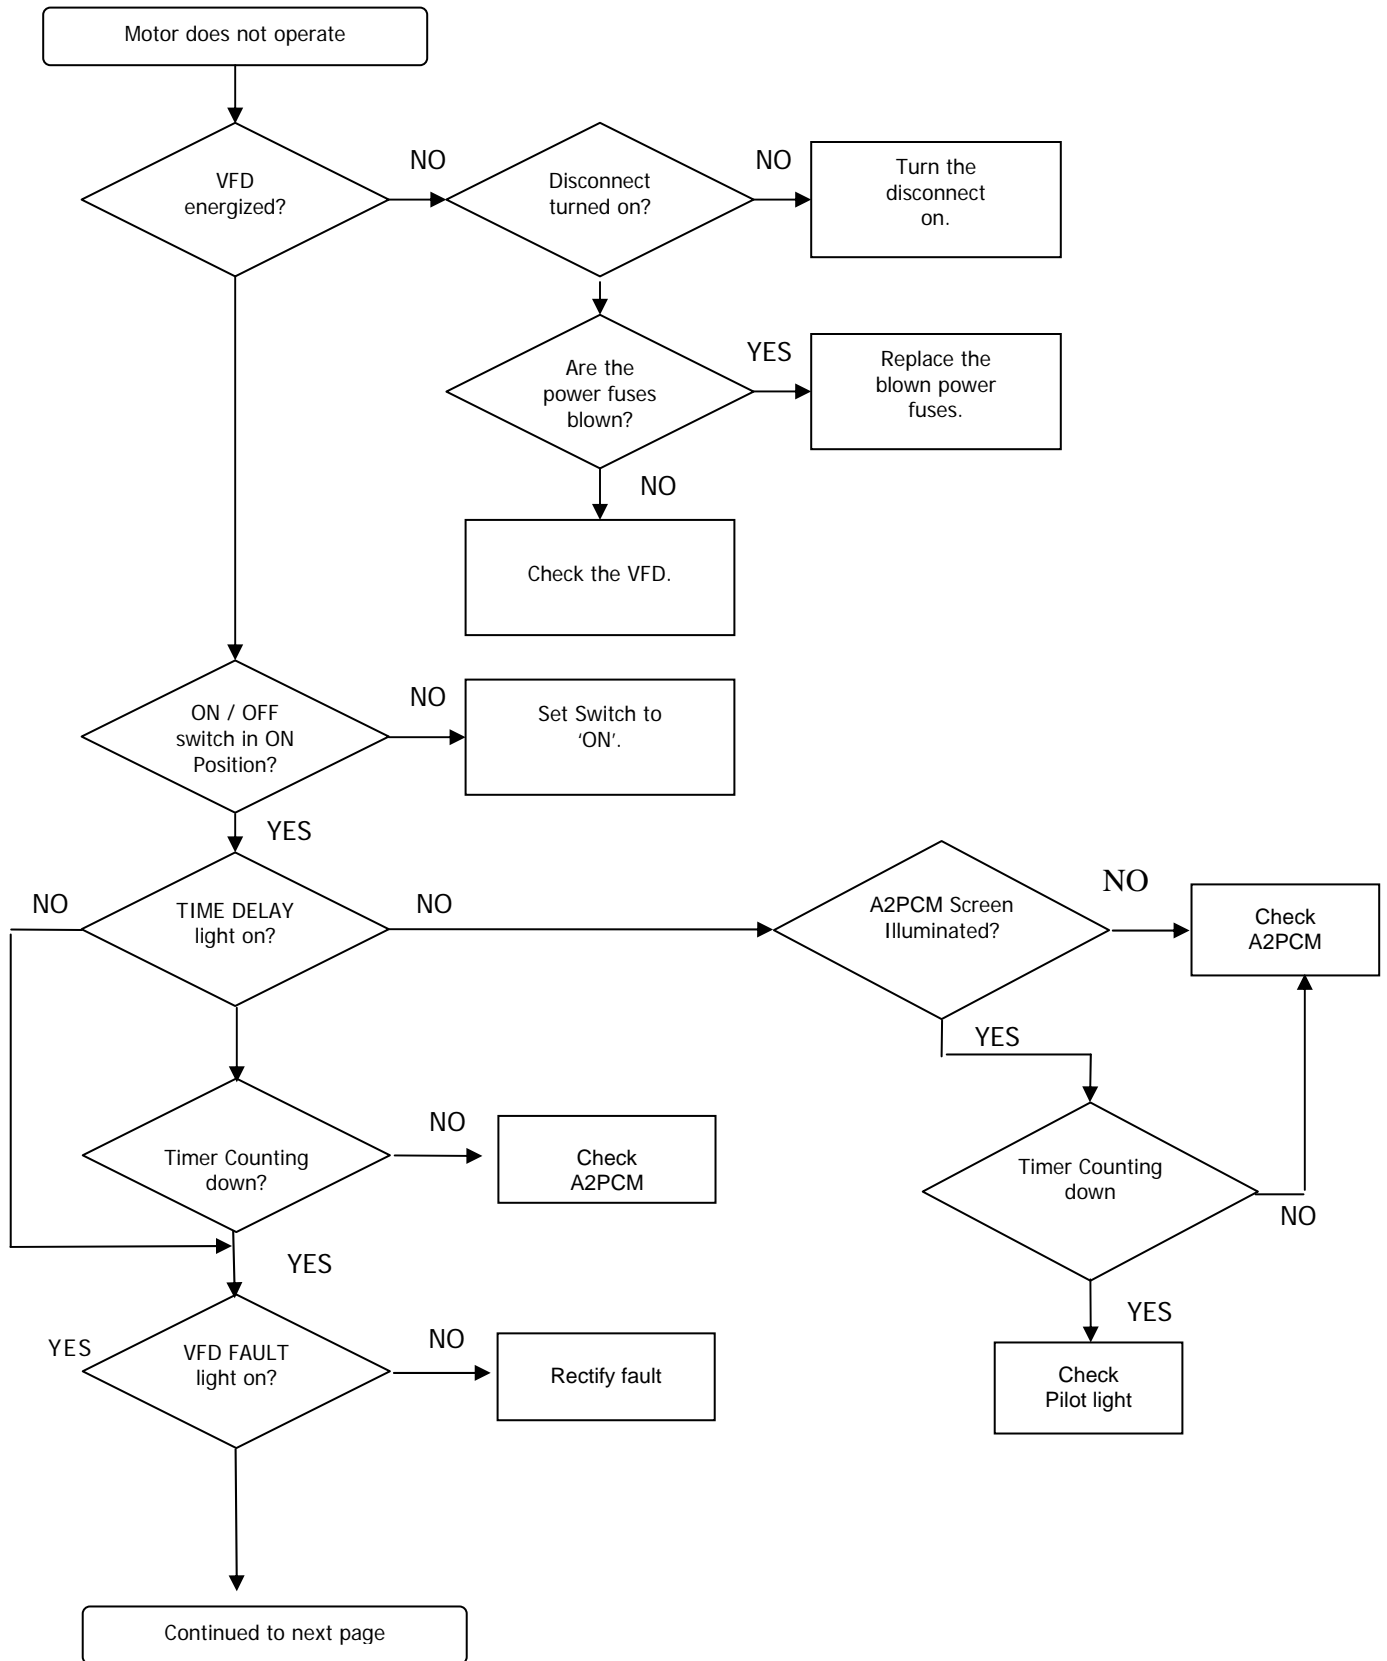 Motor does not operate
VFD
energized?
NO
Disconnect
turned on?
NO
Turn the
disconnect
on.
Are the
power fuses
blown?
YES
Replace the
blown power
fuses.
NO
Check the VFD.
ON / OFF
switch in ON
Position?
NO
Set Switch to
‘ON’.
YES
NO
TIME DELAY
light on?
NO
A2PCM Screen
Illuminated?
NO
Check
A2PCM
YES
Timer Counting
down?
NO
Check
A2PCM
Timer Counting
down
NO
YES
YES
Check
Pilot light
YES
VFD FAULT
light on?
NO
Rectify fault
Continued to next page